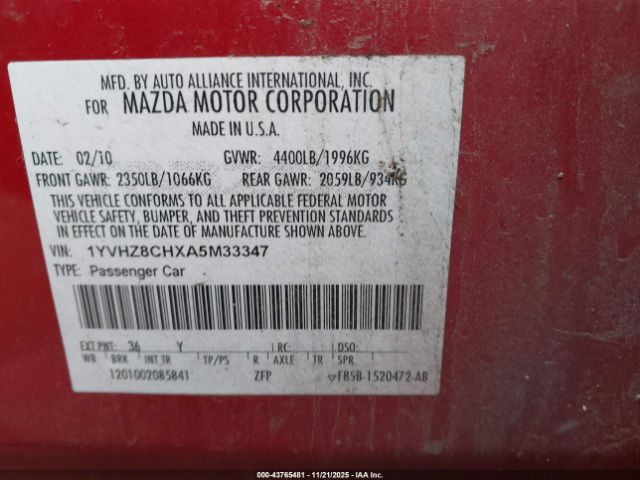 MFD. BY AUTO ALLIANCE INTERNATIONAL, INC.
FOR MAZDA MOTOR CORPORATION
MADE IN U.S.A.
DATE: 02/10 GVWR: 4400LB/1996KG
FRONT GAWR: 2350LB/1066KG REAR GAWR: 2059LB/934KG
THIS VEHICLE CONFORMS TO ALL APPLICABLE FEDERAL MOTOR
VEHICLE SAFETY, BUMPER, AND THEFT PREVENTION STANDARDS
IN EFFECT ON THE DATE OF MANUFACTURE SHOWN ABOVE.
VIN: 1YVHZ8CHXA5M33347
TYPE: Passenger Car
EXT PNT: 36 Y RC: DSO:
WB BRK INT TR TP/PS R AXLE TR SPR
1201002085841 ZFP F85B-1520472-AB
000-43765481 - 11/21/2025 - IAAI.com